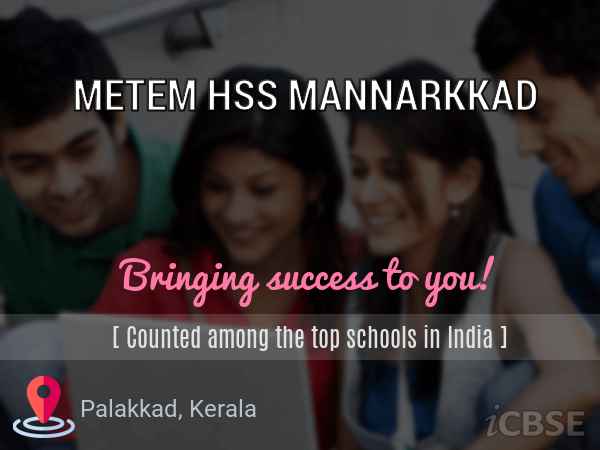 METEM HSS MANNARKKAD
Bringing success to you!
[ Counted among the top schools in India ]
Palakkad, Kerala
iCBSE